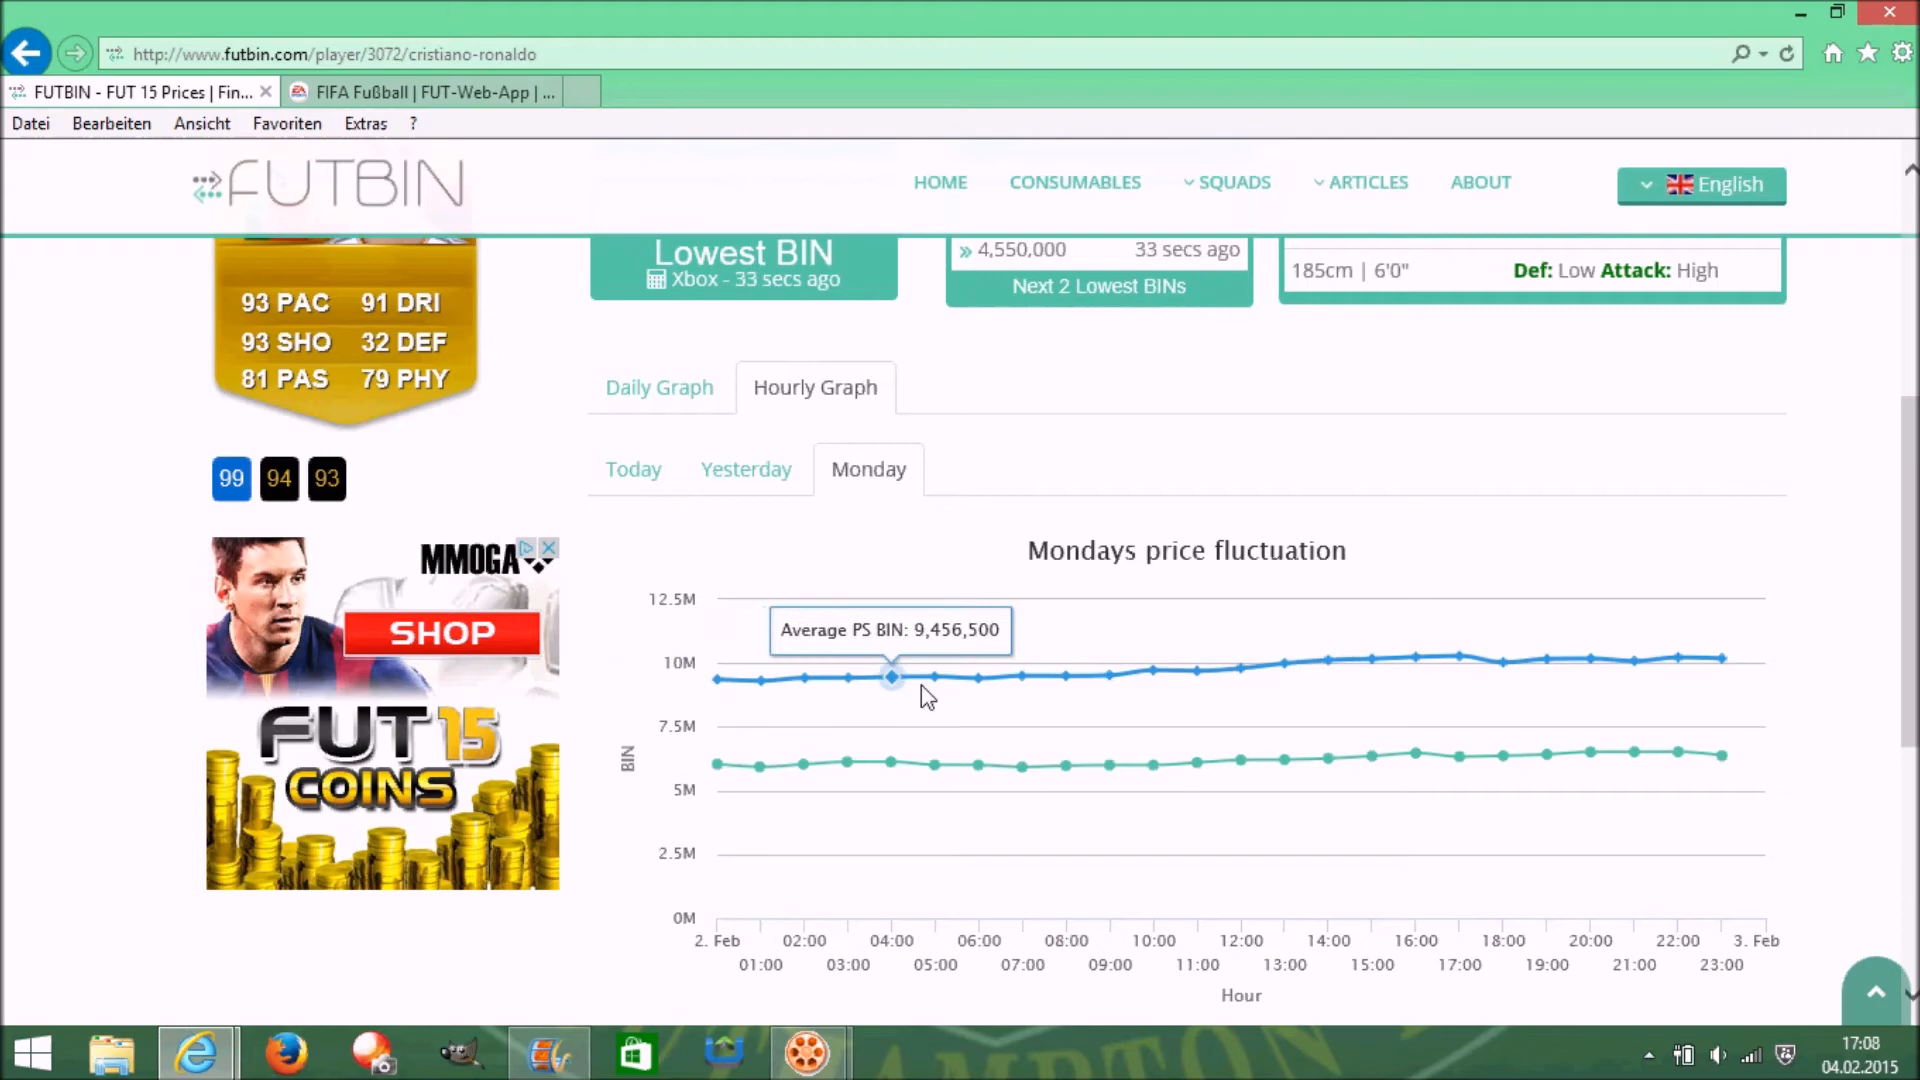 http://www.futbin.com/player/3072/cristiano-ronaldo
FUTBIN - FUT 15 Prices | Fin...
FIFA Fußball | FUT-Web-App | ...
Datei Bearbeiten Ansicht Favoriten Extras ?
FUTBIN
HOME CONSUMABLES SQUADS ARTICLES ABOUT
English
93 PAC 91 DRI
93 SHO 32 DEF
81 PAS 79 PHY
Lowest BIN
Xbox - 33 secs ago
» 4,550,000 33 secs ago
Next 2 Lowest BINs
185cm | 6'0" Def: Low Attack: High
Daily Graph Hourly Graph
99 94 93
Today Yesterday Monday
MMOGA
SHOP
FUT 15
COINS
Mondays price fluctuation
Average PS BIN: 9,456,500
12.5M
10M
7.5M
5M
2.5M
0M
BIN
2. Feb 02:00 04:00 06:00 08:00 10:00 12:00 14:00 16:00 18:00 20:00 22:00 3. Feb
01:00 03:00 05:00 07:00 09:00 11:00 13:00 15:00 17:00 19:00 21:00 23:00
Hour
17:08
04.02.2015